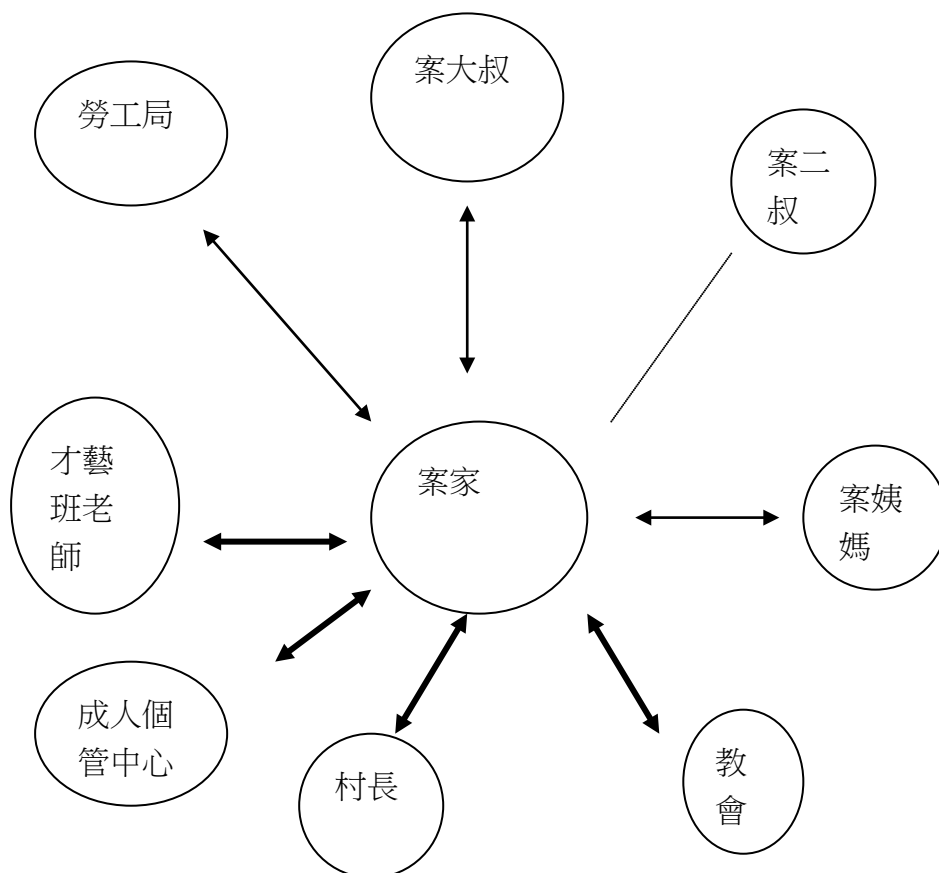 案大叔
勞工局
案二
叔
才藝
班老
師
案家
案姨
媽
成人個
管中心
村長
教
會